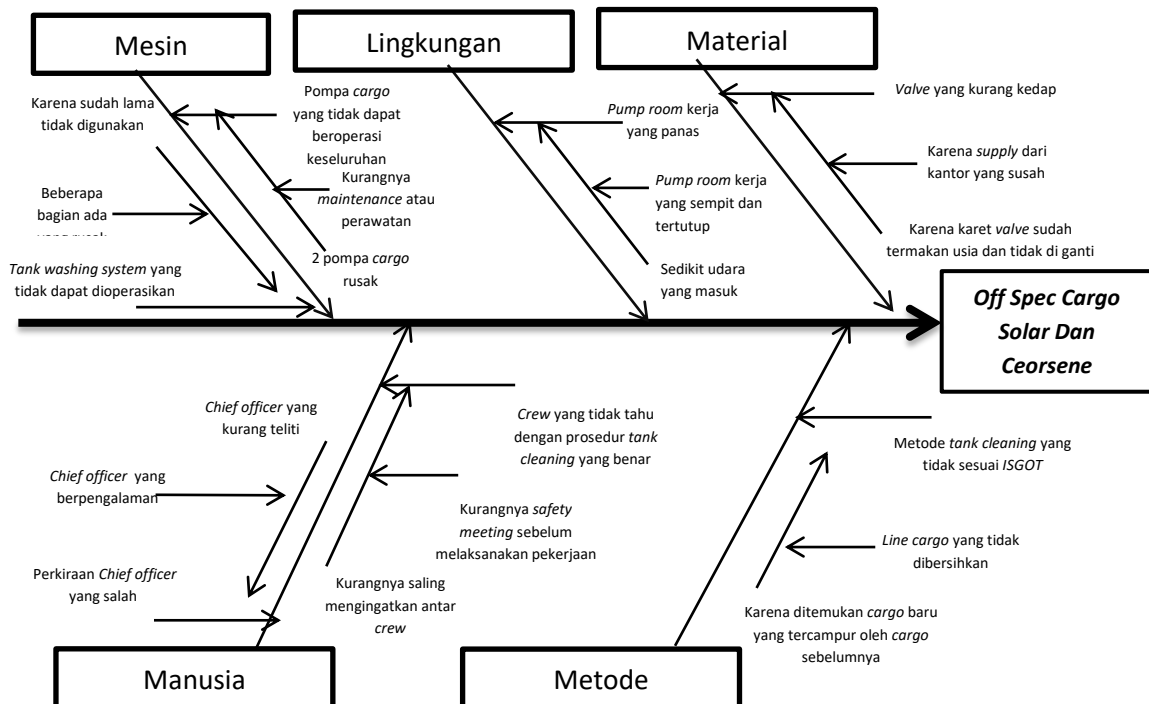 Mesin
Lingkungan
Material
Karena sudah lama
tidak digunakan
Pompa cargo
yang tidak dapat
beroperasi
keseluruhan
Kurangnya
maintenance atau
perawatan
2 pompa cargo
rusak
Beberapa
bagian ada
yang rusak
Tank washing system yang
tidak dapat dioperasikan
Pump room kerja
yang panas
Pump room kerja
yang sempit dan
tertutup
Sedikit udara
yang masuk
Valve yang kurang kedap
Karena supply dari
kantor yang susah
Karena karet valve sudah
termakan usia dan tidak di ganti
Off Spec Cargo
Solar Dan
Ceorsene
Chief officer yang
kurang teliti
Chief officer yang
berpengalaman
Perkiraan Chief officer
yang salah
Crew yang tidak tahu
dengan prosedur tank
cleaning yang benar
Kurangnya safety
meeting sebelum
melaksanakan pekerjaan
Kurangnya saling
mengingatkan antar
crew
Metode tank cleaning yang
tidak sesuai ISGOT
Line cargo yang tidak
dibersihkan
Karena ditemukan cargo baru
yang tercampur oleh cargo
sebelumnya
Manusia
Metode